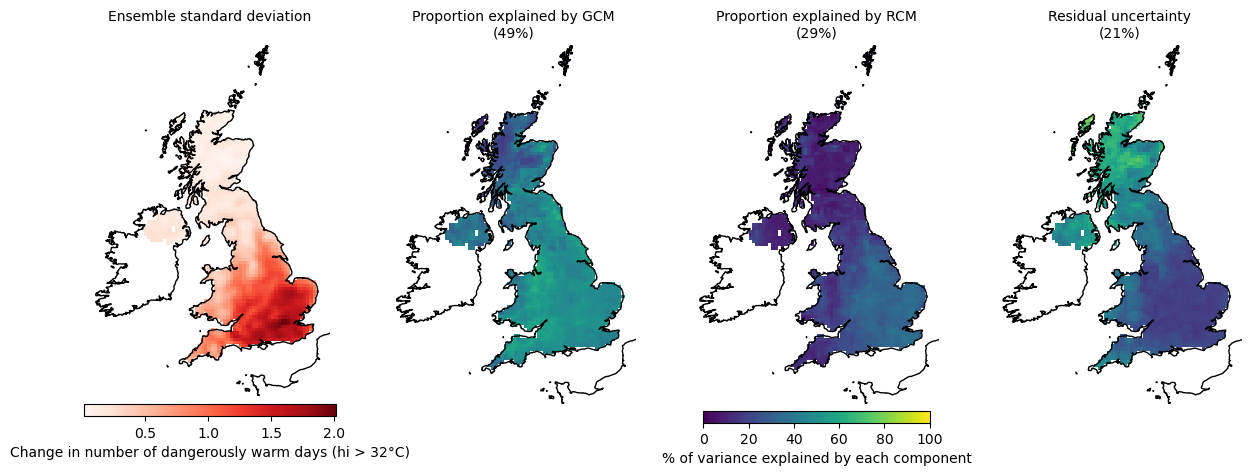 Ensemble standard deviation
Proportion explained by GCM
(49%)
Proportion explained by RCM
(29%)
Residual uncertainty
(21%)
0.5 1.0 1.5 2.0
Change in number of dangerously warm days (hi > 32°C)
0 20 40 60 80 100
% of variance explained by each component